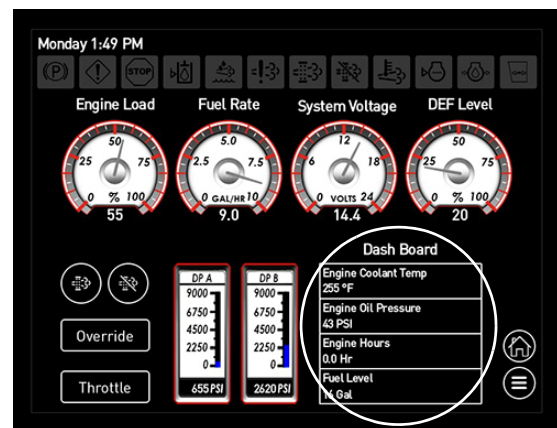 Monday 1:49 PM
(P)
!
STOP
Engine Load
Fuel Rate
System Voltage
DEF Level
0 25 50 75 100
%
55
0 2.5 5.0 7.5 10
GAL/HR
9.0
0 6 12 18 24
VOLTS
14.4
0 25 50 75 100
%
20
Dash Board
Engine Coolant Temp
255 °F
Engine Oil Pressure
43 PSI
Engine Hours
0.0 Hr
Fuel Level
16 Gal
DP A
9000
6750
4500
2250
0
655 PSI
DP B
9000
6750
4500
2250
0
2620 PSI
Override
Throttle